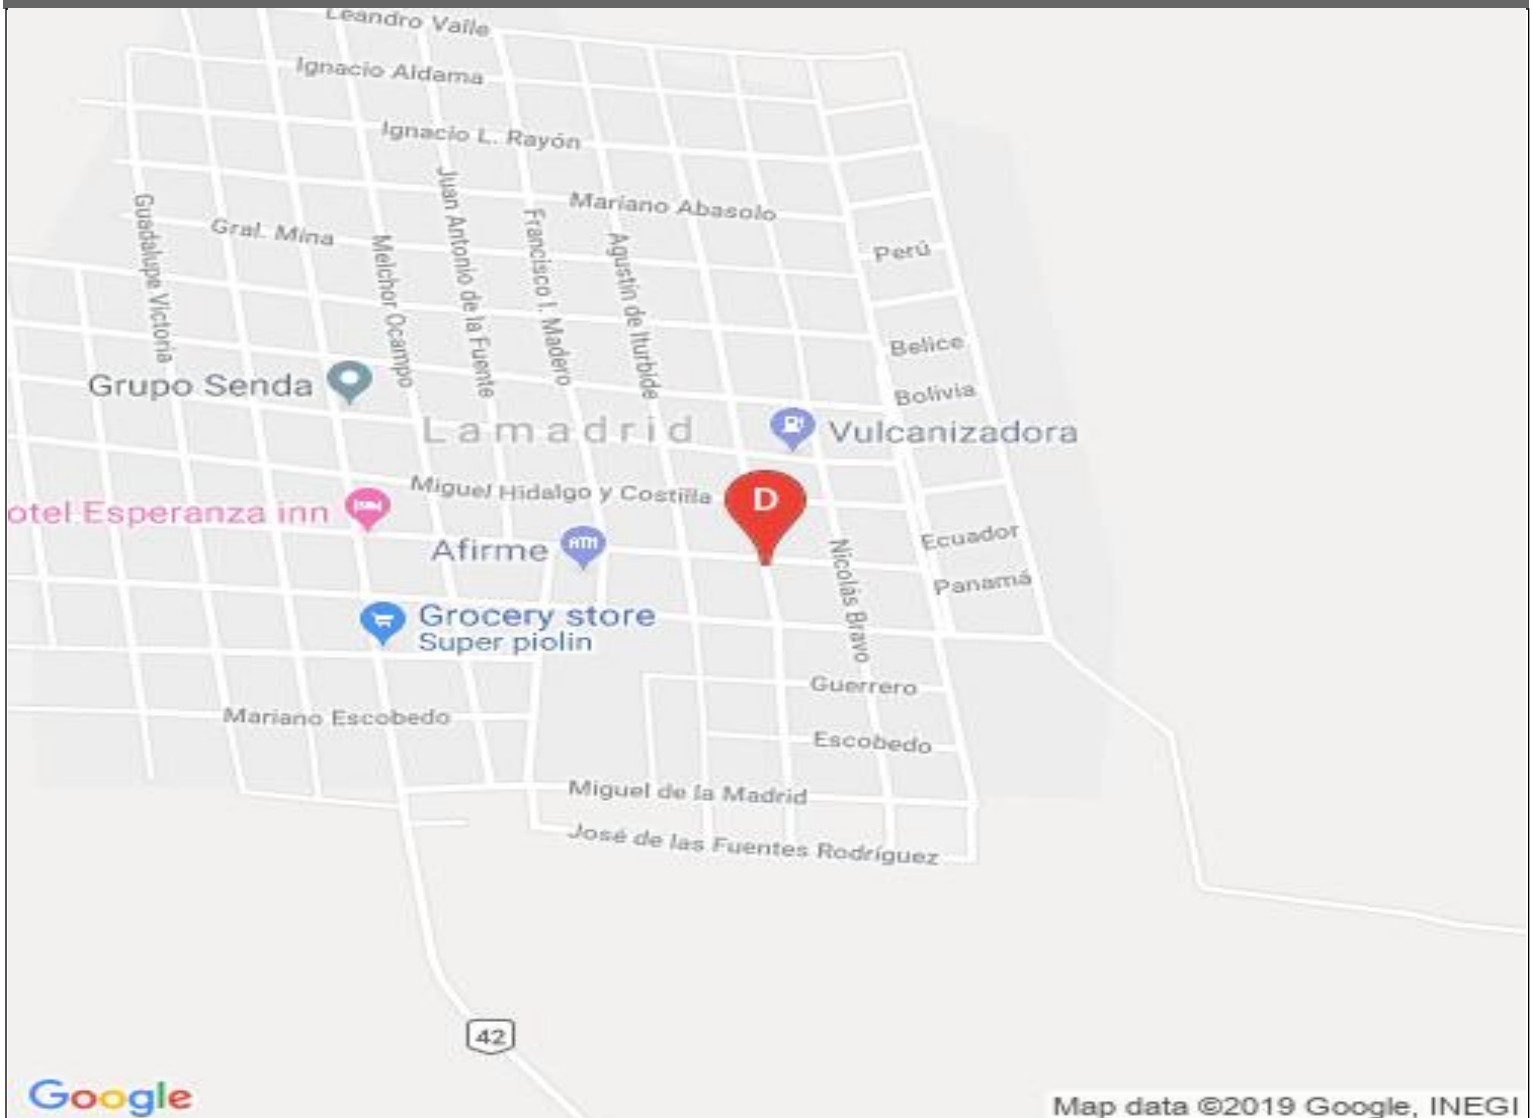 Leandro Valle
Ignacio Aldama
Ignacio L. Rayón
Mariano Abasolo
Guadalupe Victoria
Gral. Mina
Melchor Ocampo
Juan Antonio de la Fuente
Francisco I. Madero
Agustín de Iturbide
Perú
Belice
Bolivia
Grupo Senda
Lamadrid
Vulcanizadora
Miguel Hidalgo y Costilla
D
otel Esperanza inn
Afirme
ATM
Nicolás Bravo
Ecuador
Panamá
Grocery store
Super piolin
Guerrero
Mariano Escobedo
Escobedo
Miguel de la Madrid
José de las Fuentes Rodríguez
42
Google
Map data ©2019 Google, INEGI